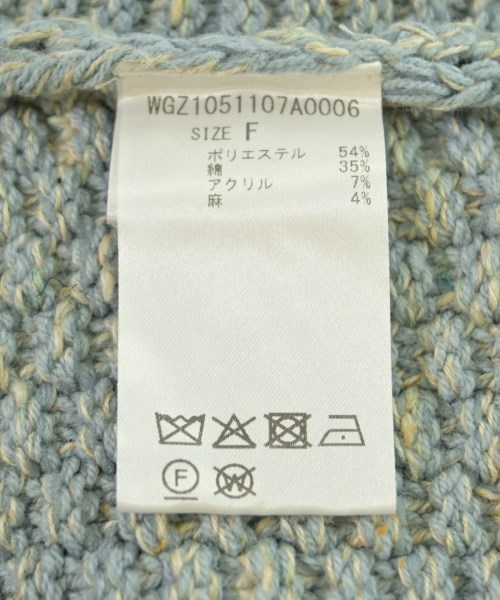 WGZ1051107A0006
SIZE F
ポリエステル 54%
綿 35%
アクリル 7%
麻 4%
F W